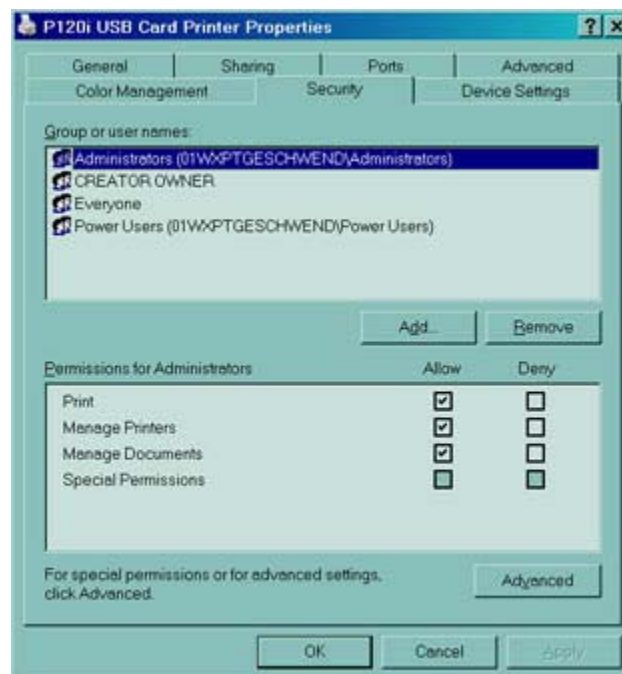 P120i USB Card Printer Properties
General Sharing Ports Advanced
Color Management Security Device Settings
Group or user names:
Administrators (01WXPTGESCHWEND\Administrators)
CREATOR OWNER
Everyone
Power Users (01WXPTGESCHWEND\Power Users)
Add... Remove
Permissions for Administrators Allow Deny
Print
Manage Printers
Manage Documents
Special Permissions
For special permissions or for advanced settings,
click Advanced.
Advanced
OK Cancel Apply